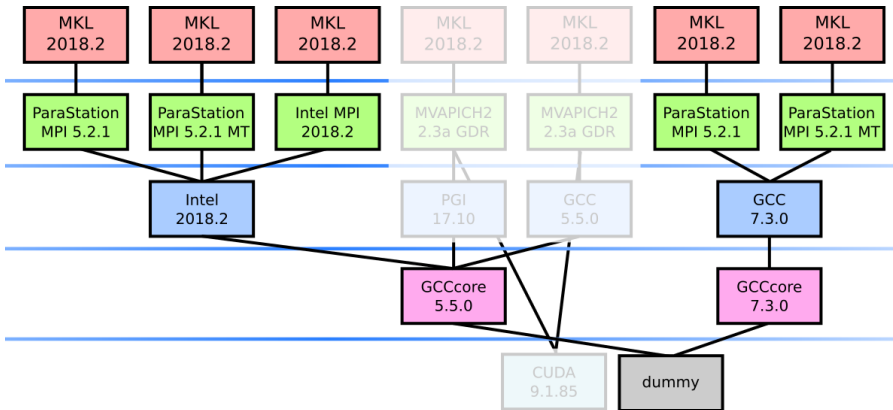 MKL
2018.2
MKL
2018.2
MKL
2018.2
MKL
2018.2
MKL
2018.2
MKL
2018.2
MKL
2018.2
ParaStation
MPI 5.2.1
ParaStation
MPI 5.2.1 MT
Intel MPI
2018.2
MVAPICH2
2.3a GDR
MVAPICH2
2.3a GDR
ParaStation
MPI 5.2.1
ParaStation
MPI 5.2.1 MT
Intel
2018.2
PGI
17.10
GCC
5.5.0
GCC
7.3.0
GCCcore
5.5.0
GCCcore
7.3.0
CUDA
9.1.85
dummy